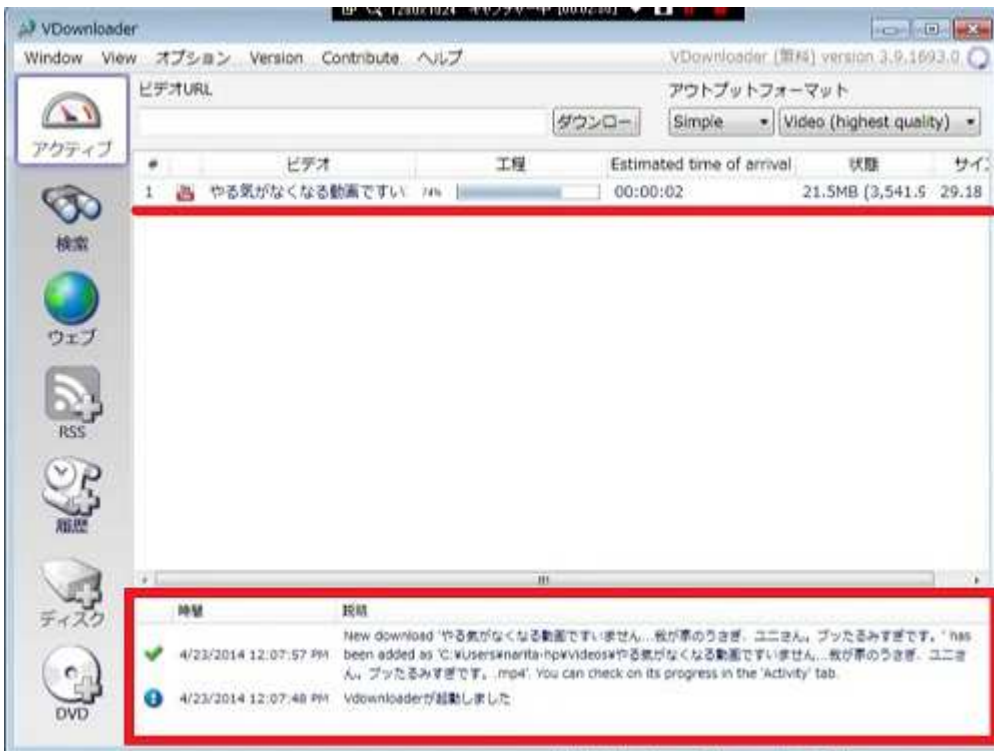 VDownloader
Window View オプション Version Contribute ヘルプ VDownloader (無料) version 3.9.1693.0
ビデオURL アウトプットフォーマット
ダウンロー Simple Video (highest quality)
アクティブ
# ビデオ 工程 Estimated time of arrival 状態 サイ
1 やる気がなくなる動画ですい 74% 00:00:02 21.5MB (3,541.9 29.18
検索
ウェブ
RSS
履歴
ディスク
DVD
時間 説明
New download 'やる気がなくなる動画ですいません...我が家のうさぎ、ユニさん。ブッたるみすぎです。' has
4/23/2014 12:07:57 PM been added as 'C:¥Users¥narita-hp¥Videos¥やる気がなくなる動画ですいません...我が家のうさぎ、ユニさ
ん。ブッたるみすぎです。.mp4'. You can check on its progress in the 'Activity' tab.
4/23/2014 12:07:48 PM Vdownloaderが起動しました